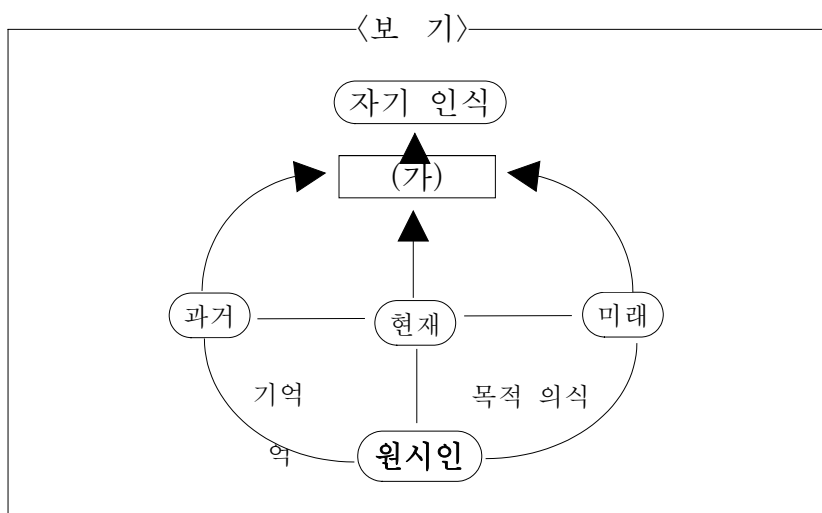 〈보 기〉
자기 인식
(가)
과거
현재
미래
기억
목적 의식
억
원시인